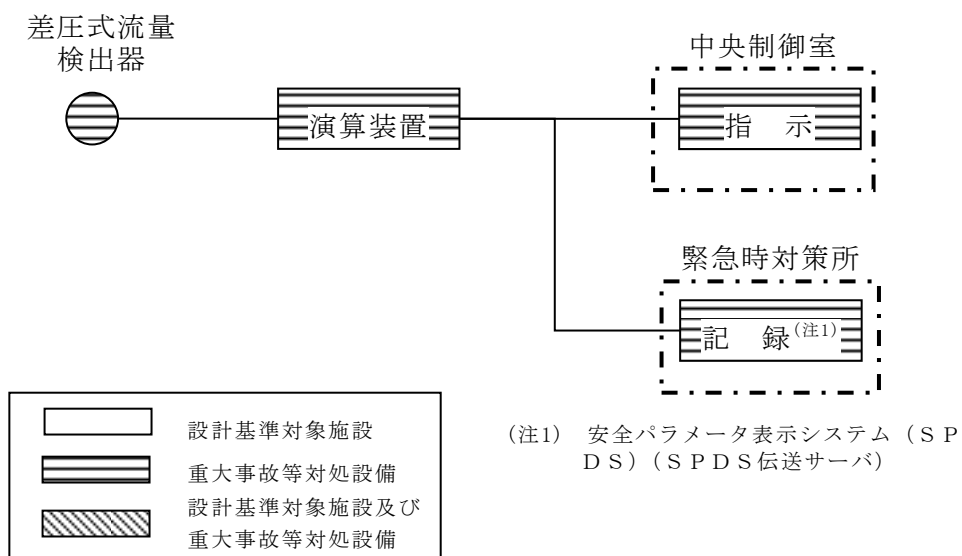 差圧式流量
検出器
演算装置
中央制御室
指　示
緊急時対策所
記　録(注1)
設計基準対象施設
重大事故等対処設備
設計基準対象施設及び
重大事故等対処設備
(注1)　安全パラメータ表示システム（ＳＰ
ＤＳ）（ＳＰＤＳ伝送サーバ）